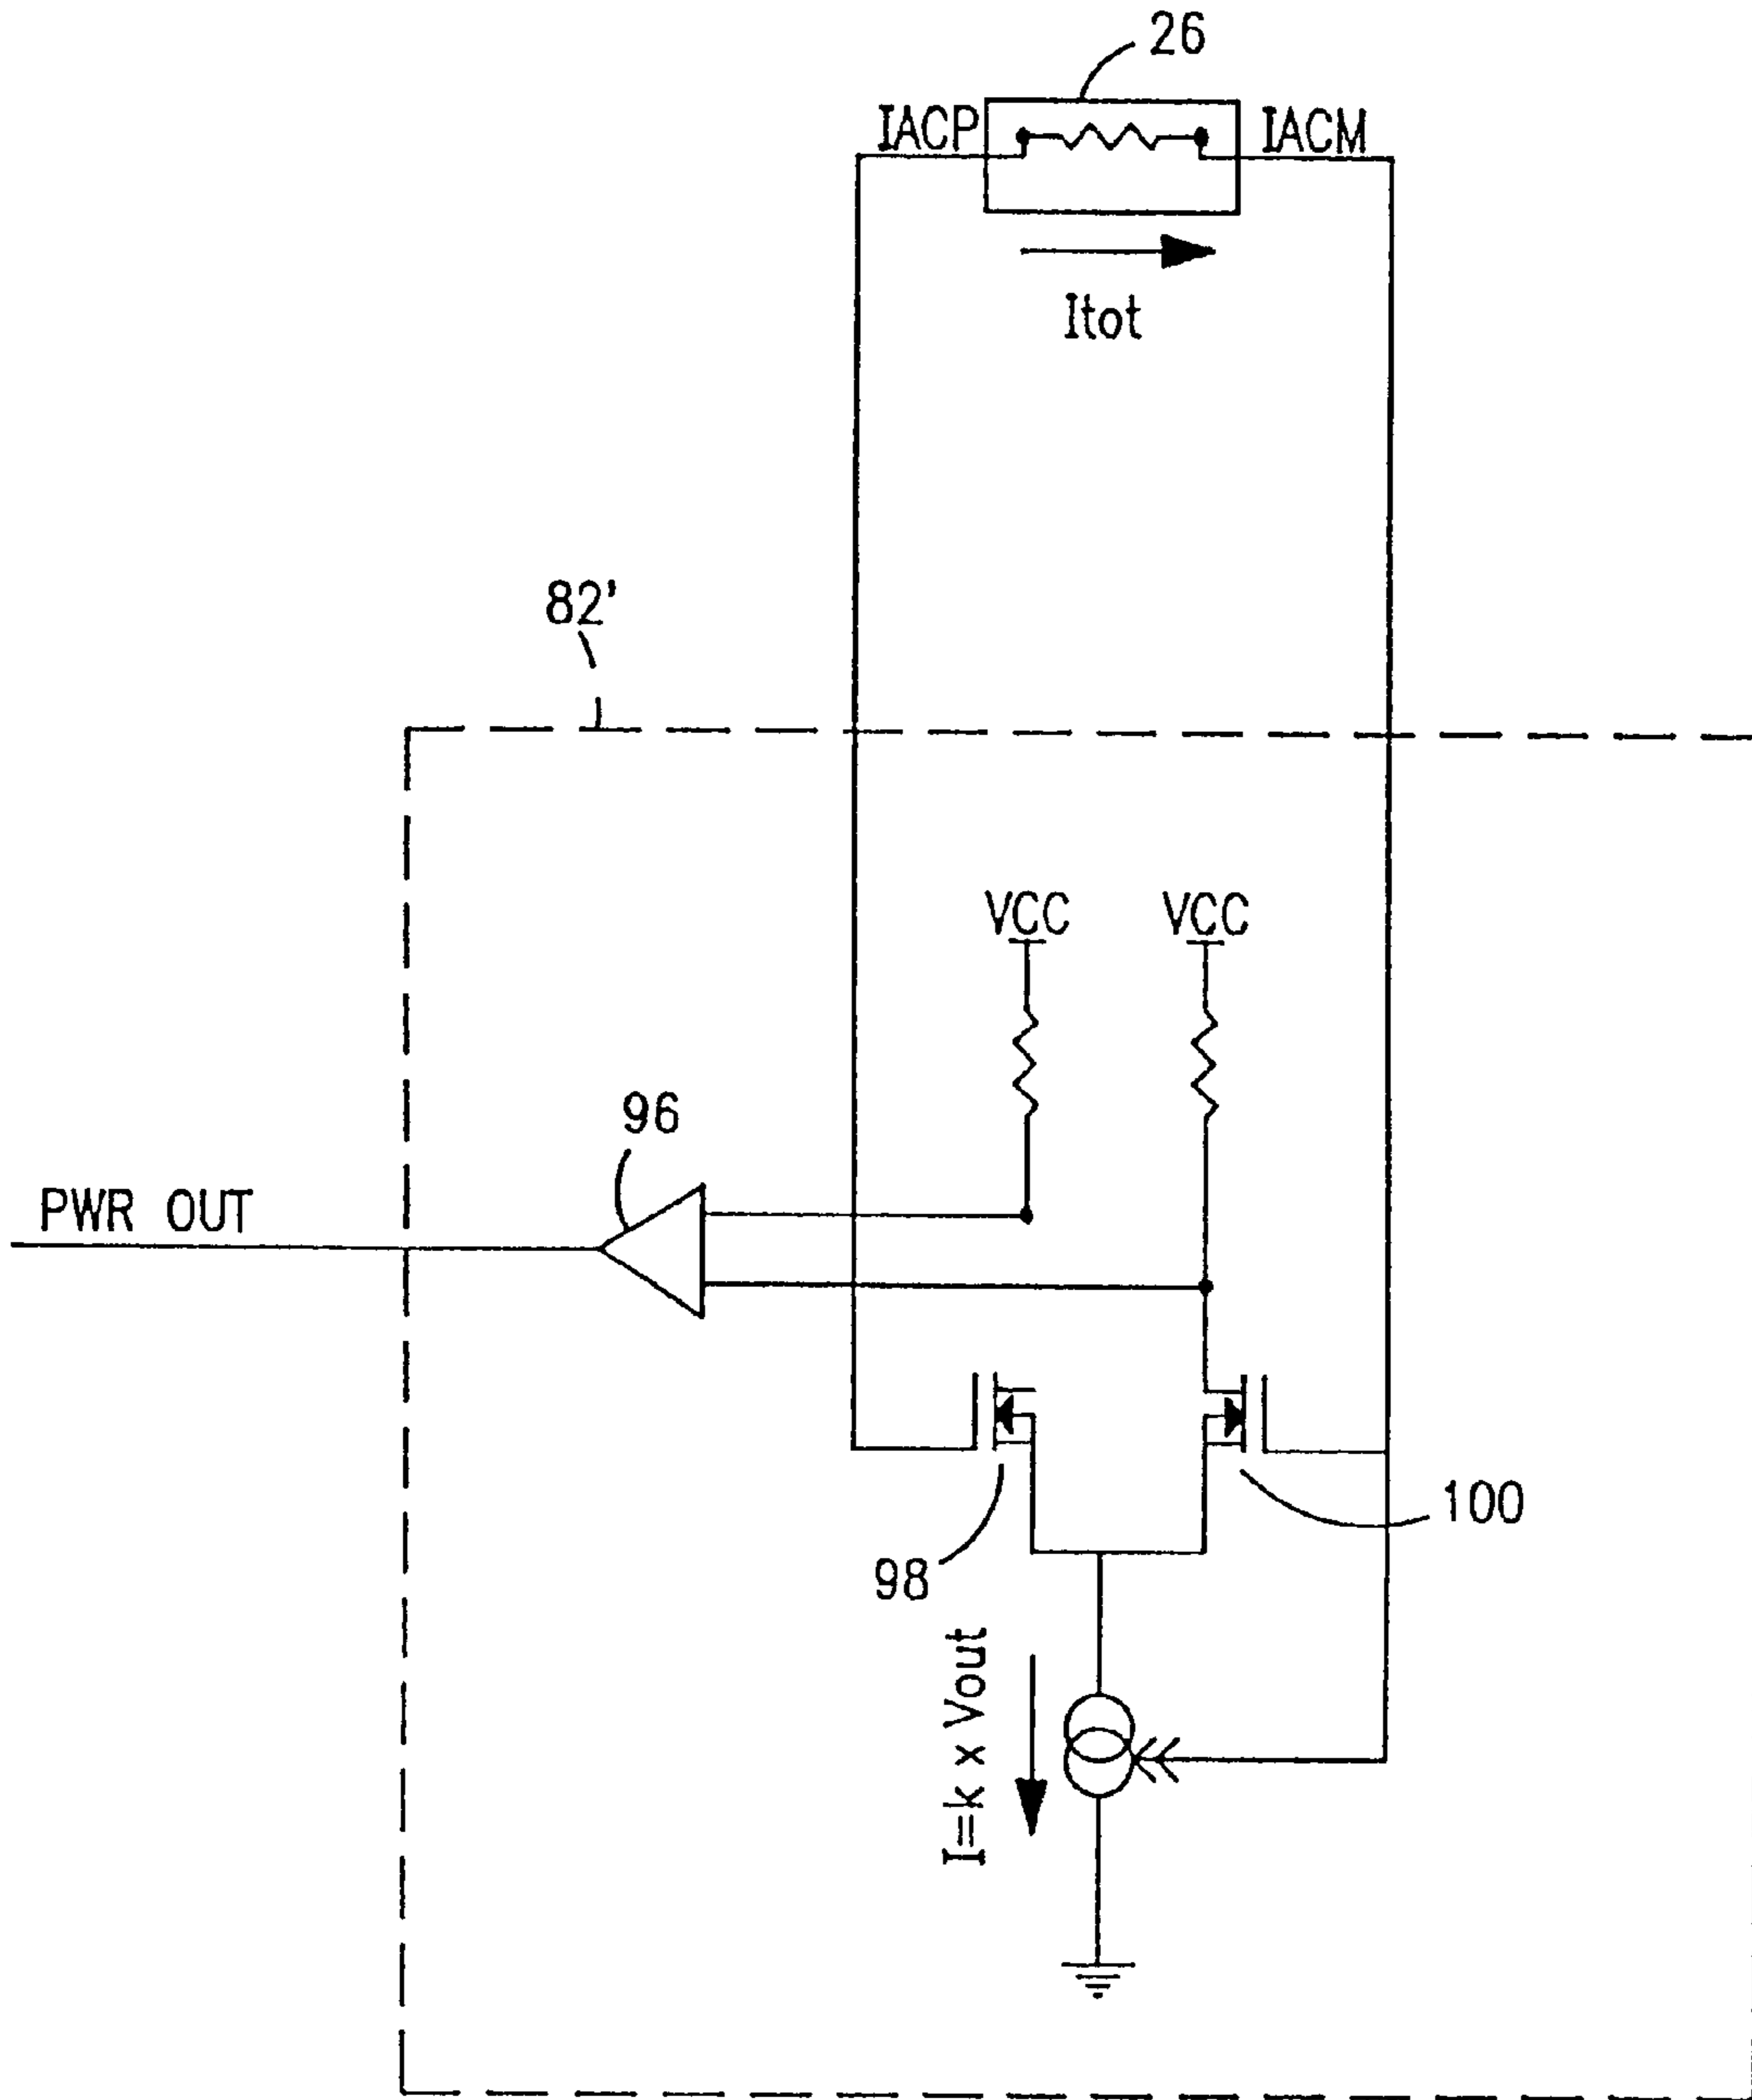 26
IACP
IACM
Itot
82'
VCC
VCC
96
PWR OUT
100
98
I=k x Vout